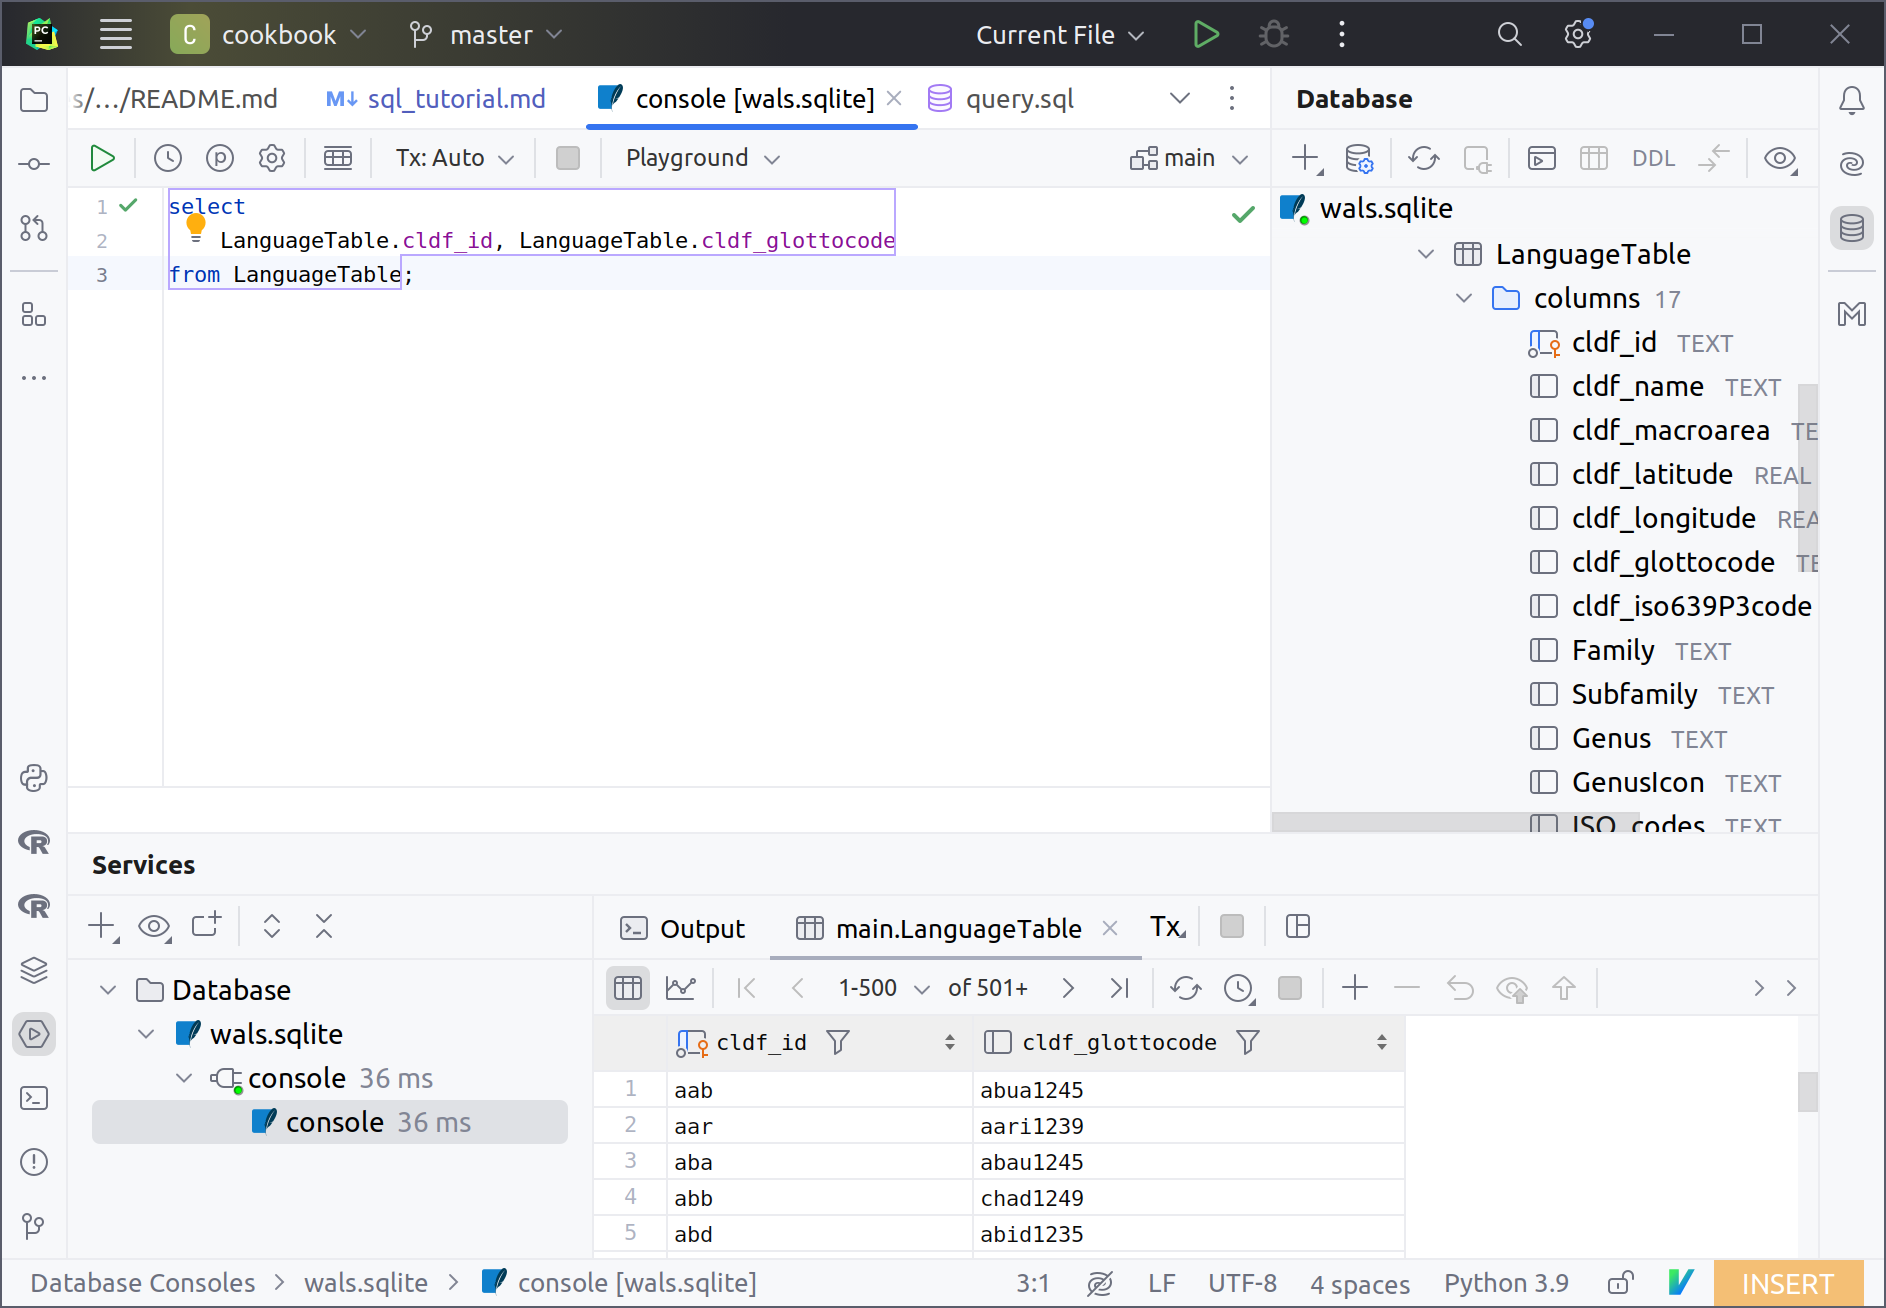 PC
C cookbook master Current File
s/.../README.md M↓ sql_tutorial.md console [wals.sqlite] query.sql
Database
Tx: Auto Playground main
DDL
1 select
2 LanguageTable.cldf_id, LanguageTable.cldf_glottocode
3 from LanguageTable;
wals.sqlite
LanguageTable
columns 17
cldf_id TEXT
cldf_name TEXT
cldf_macroarea TE
cldf_latitude REAL
cldf_longitude REA
cldf_glottocode TE
cldf_iso639P3code
Family TEXT
Subfamily TEXT
Genus TEXT
GenusIcon TEXT
ISO_codes TEXT
Services
Database
wals.sqlite
console 36 ms
console 36 ms
Output main.LanguageTable Tx
1-500 of 501+
cldf_id cldf_glottocode
1 aab abua1245
2 aar aari1239
3 aba abau1245
4 abb chad1249
5 abd abid1235
Database Consoles > wals.sqlite > console [wals.sqlite]
3:1 LF UTF-8 4 spaces Python 3.9 INSERT